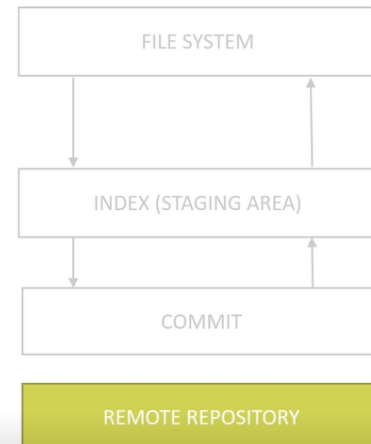 FILE SYSTEM
INDEX (STAGING AREA)
COMMIT
REMOTE REPOSITORY